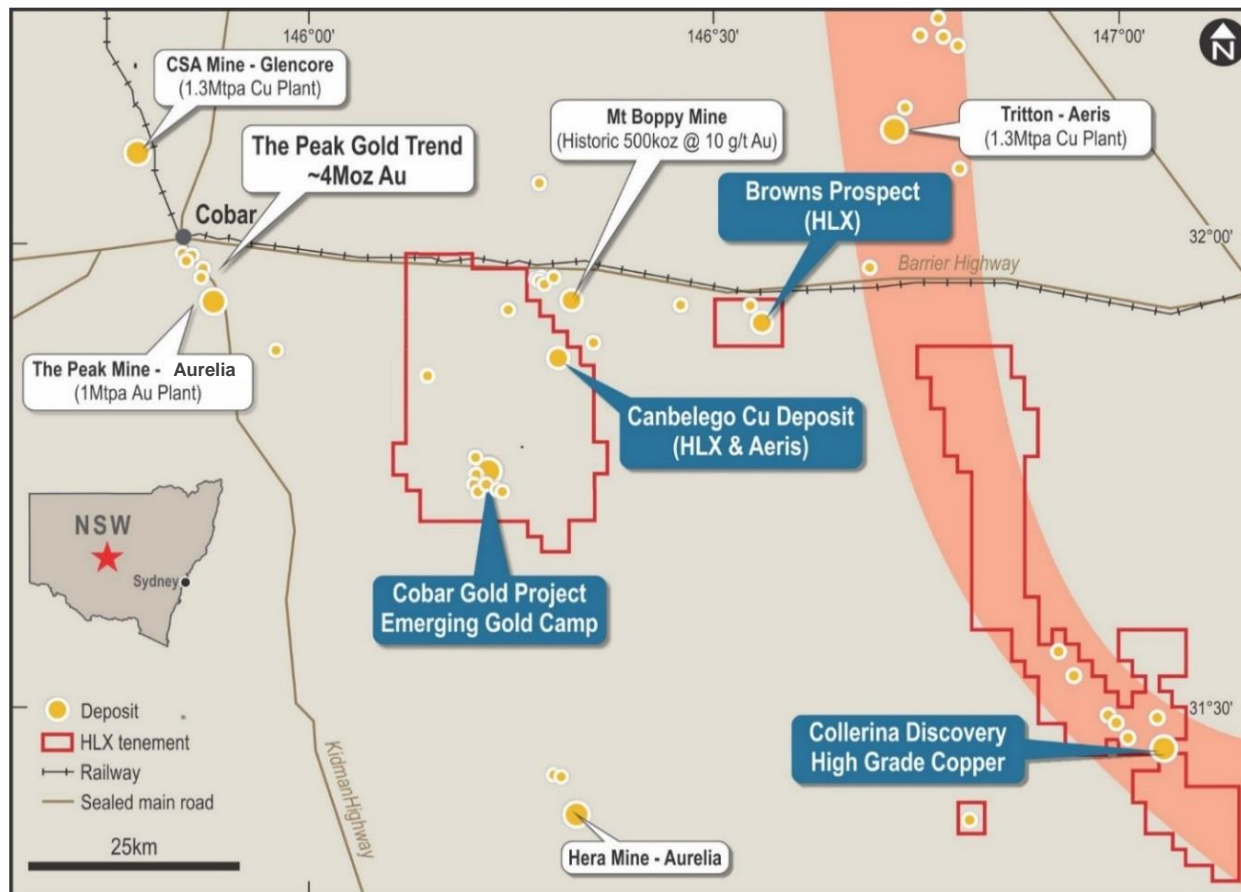 146°00'
146°30'
147°00'
N
CSA Mine - Glencore
(1.3Mtpa Cu Plant)
The Peak Gold Trend
~4Moz Au
Mt Boppy Mine
(Historic 500koz @ 10 g/t Au)
Tritton - Aeris
(1.3Mtpa Cu Plant)
Browns Prospect
(HLX)
Cobar
32°00'
Barrier Highway
The Peak Mine - Aurelia
(1Mtpa Au Plant)
Canbelego Cu Deposit
(HLX & Aeris)
NSW
Sydney
Cobar Gold Project
Emerging Gold Camp
31°30'
Deposit
HLX tenement
Railway
Sealed main road
25km
KidmanHighway
Collerina Discovery
High Grade Copper
Hera Mine - Aurelia